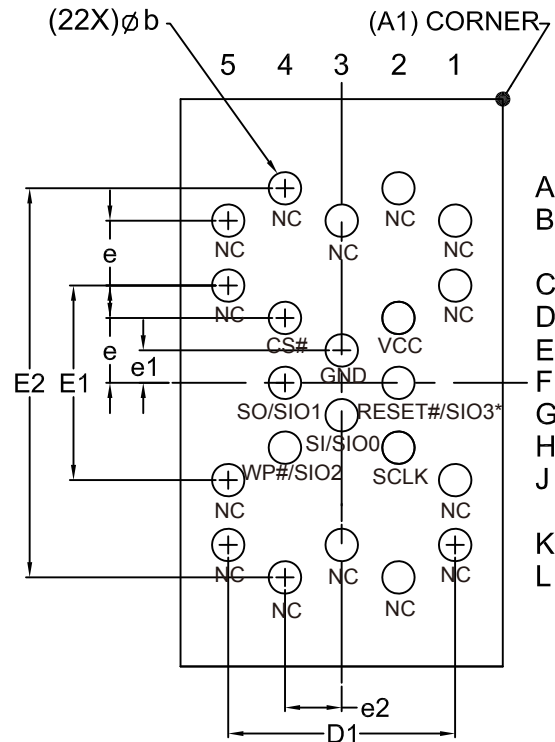 (22X)⌀b (A1) CORNER
5 4 3 2 1
A
NC NC
B
NC NC NC
e
C
NC NC
D
CS# VCC
E
e e1 GND
E2 E1 F
SO/SIO1 RESET#/SIO3*
G
SI/SIO0
H
WP#/SIO2 SCLK
J
NC NC
K
NC NC NC
L
NC NC
e2
D1